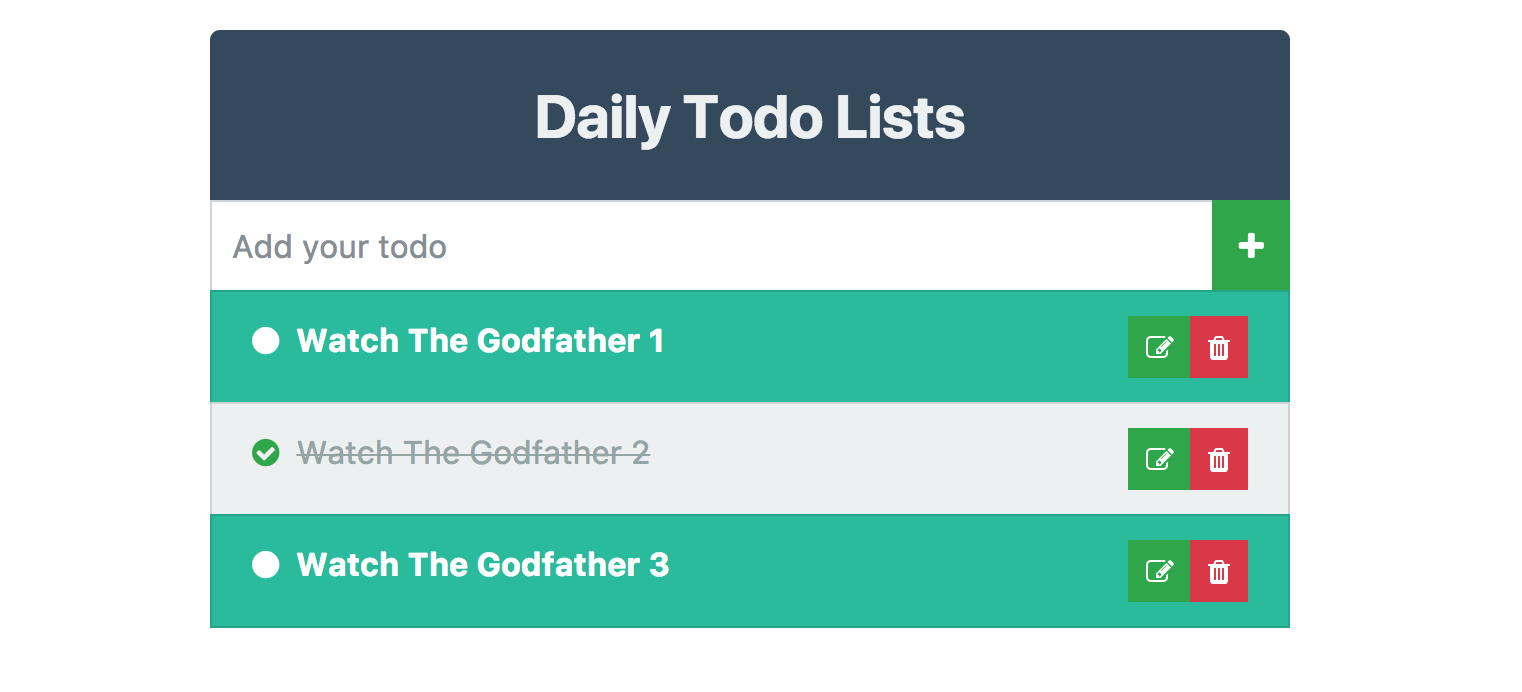 Daily Todo Lists
Add your todo
Watch The Godfather 1
Watch The Godfather 2
Watch The Godfather 3